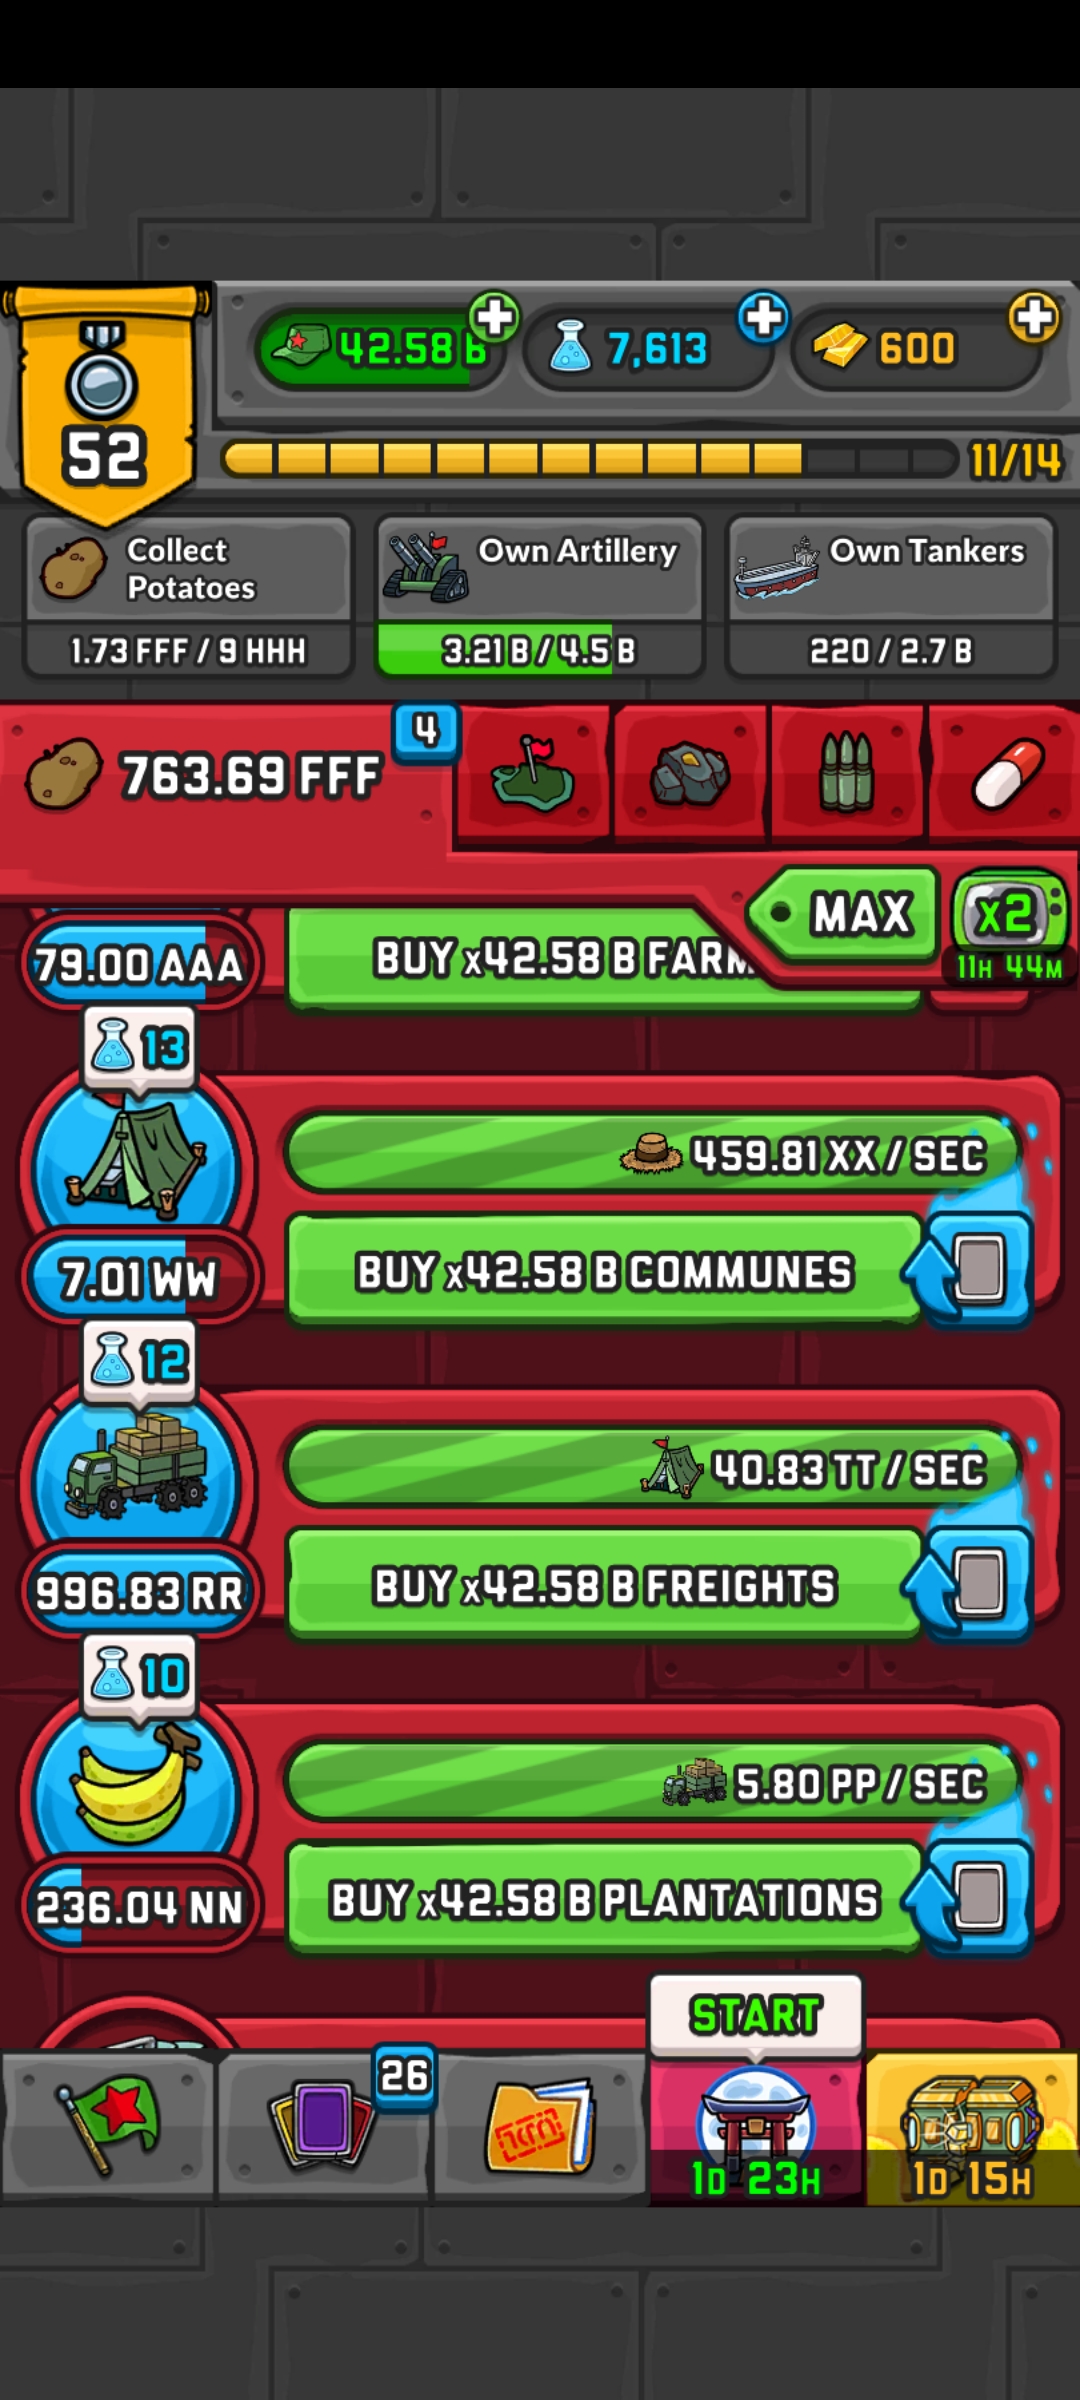 42.58 B
7,613
600
52
11/14
Collect
Potatoes
1.73 FFF / 9 HHH
Own Artillery
3.21 B / 4.5 B
Own Tankers
220 / 2.7 B
763.69 FFF
4
MAX
x2
11H 44M
79.00 AAA
BUY x42.58 B FARM
13
459.81 XX / SEC
7.01 WW
BUY x42.58 B COMMUNES
12
40.83 TT / SEC
996.83 RR
BUY x42.58 B FREIGHTS
10
5.80 PP / SEC
236.04 NN
BUY x42.58 B PLANTATIONS
START
26
1D 23H
1D 15H